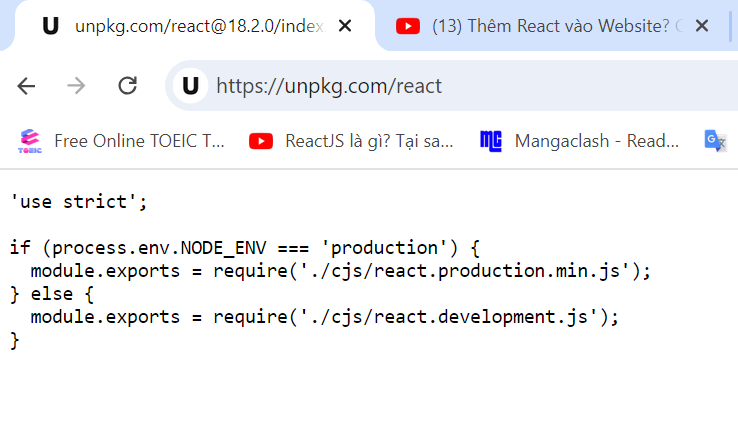 U unpkg.com/react@18.2.0/index
(13) Thêm React vào Website?
U https://unpkg.com/react
TOEIC Free Online TOEIC T...
ReactJS là gì? Tại sa...
MC Mangaclash - Read...
'use strict';
if (process.env.NODE_ENV === 'production') {
  module.exports = require('./cjs/react.production.min.js');
} else {
  module.exports = require('./cjs/react.development.js');
}